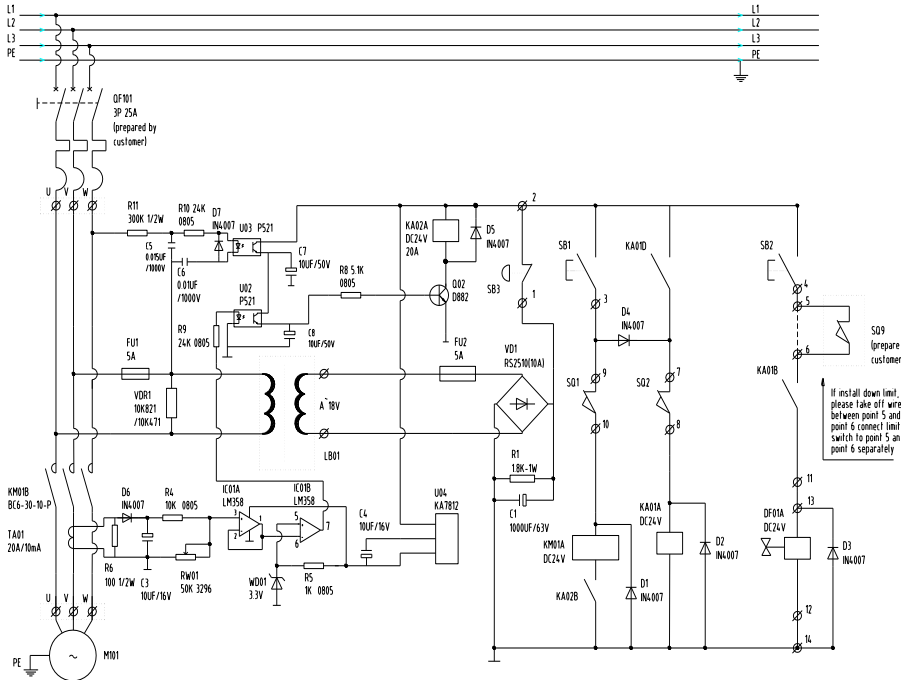 L1
L2
L3
PE
L1
L2
L3
PE
QF101
3P 25A
(prepared by
customer)
U V W
R11
300K 1/2W
R10 24K
0805
D7
IN4007
U03 PS21
C5
0.015UF
/1000V
C6
0.01UF
/1000V
C7
10UF/50V
U02
PS21
R9
24K 0805
C8
10UF/50V
R8 5.1K
0805
KA02A
DC24V
20A
D5
IN4007
Q02
D882
2
SB3
1
SB1
3
KA01D
D4
IN4007
SB2
4
5
6
SQ9
(prepare
customer
KA01B
FU1
5A
VDR1
10K821
/10K471
A~18V
LB01
FU2
5A
VD1
RS2510(10A)
SQ1
9
10
SQ2
7
8
If install down limit,
please take off wire
between point 5 and
point 6 connect limit
switch to point 5 an
point 6 separately
R1
1.8K-1W
C1
1000UF/63V
11
13
KM01B
BC6-30-10-P
TA01
20A/10mA
D6
IN4007
R4
10K 0805
R6
100 1/2W
C3
10UF/16V
RW01
50K 3296
IC01A
LM358
3
2
1
IC01B
LM358
5
6
7
WD01
3.3V
R5
1K 0805
C4
10UF/16V
U04
KA7812
KM01A
DC24V
KA02B
D1
IN4007
KA01A
DC24V
D2
IN4007
DF01A
DC24V
D3
IN4007
12
14
U V W
M101
~
PE